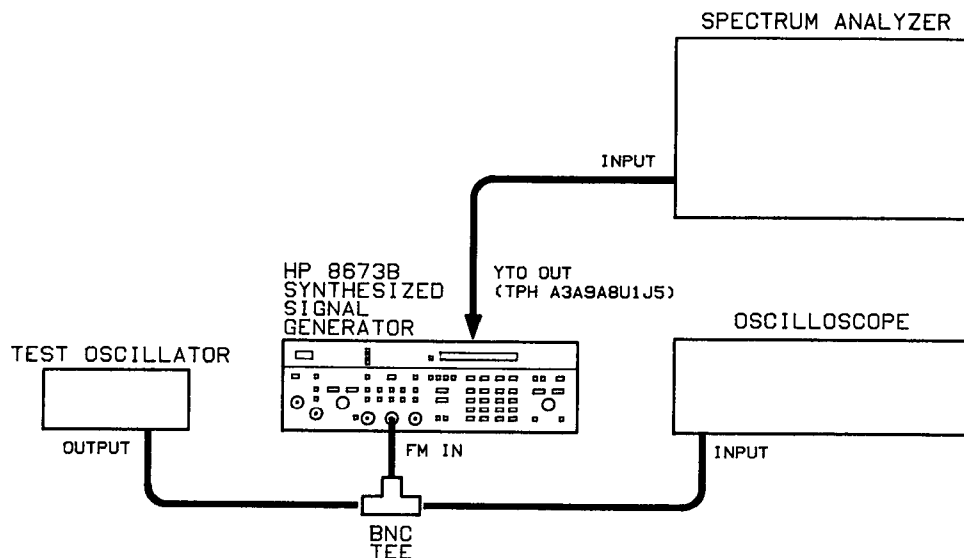 SPECTRUM ANALYZER
INPUT
HP 8673B
SYNTHESIZED
SIGNAL
GENERATOR
YTO OUT
(TPH A3A9A8U1J5)
OSCILLOSCOPE
TEST OSCILLATOR
OUTPUT
FM IN
INPUT
BNC
TEE